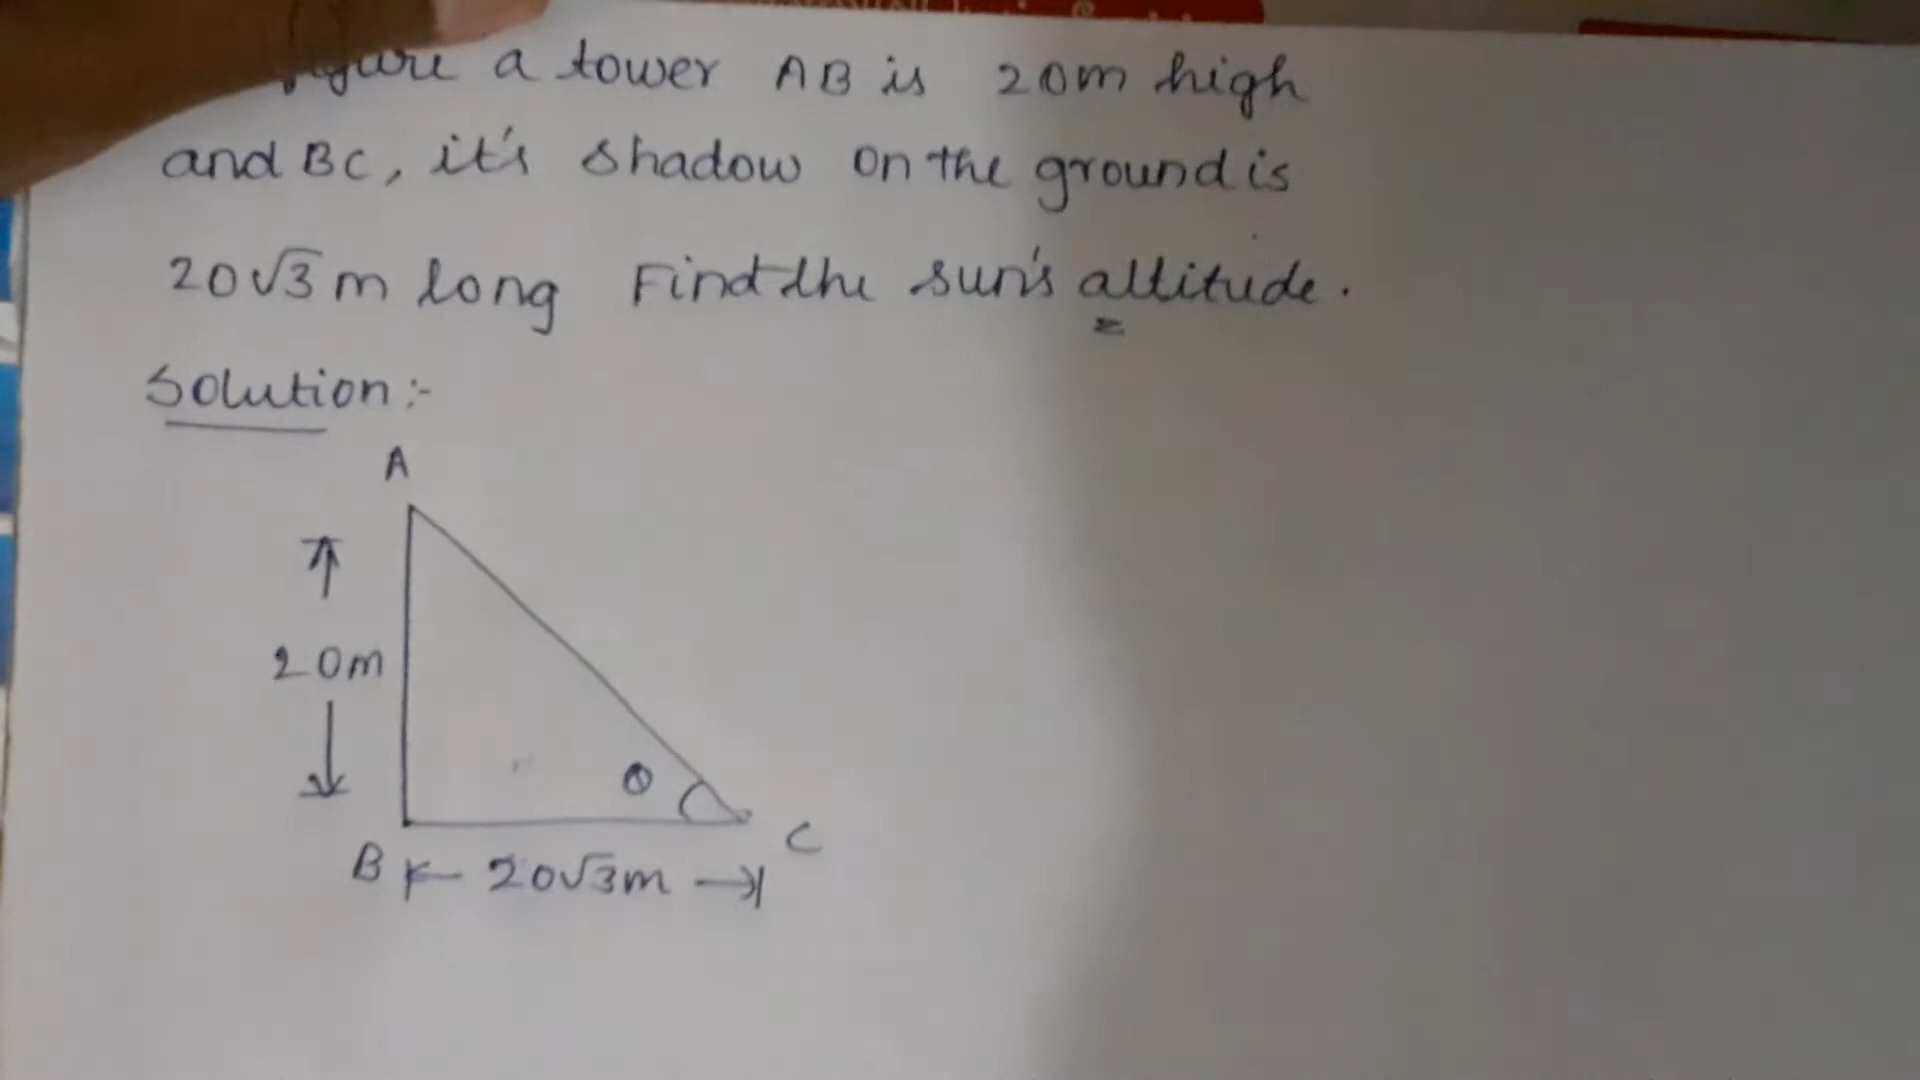 a tower AB is 20m high
and BC, it's shadow on the ground is
20√3 m long Find the sun's altitude.
Solution:-
A
20m
θ
C
B 20√3m